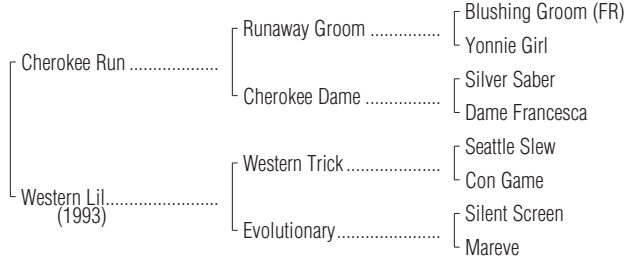 Blushing Groom (FR)
Runaway Groom ................
Yonnie Girl
Cherokee Run ....................
Silver Saber
Cherokee Dame .................
Dame Francesca
Seattle Slew
Western Trick .....................
Con Game
Western Lil.........................
(1993)
Silent Screen
Evolutionary.......................
Mareve